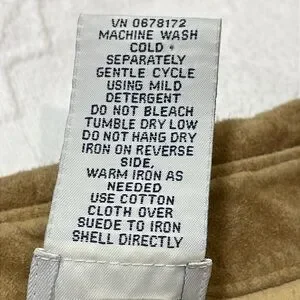 VN 0678172
MACHINE WASH
COLD
SEPARATELY
GENTLE CYCLE
USING MILD
DETERGENT
DO NOT BLEACH
TUMBLE DRY LOW
DO NOT HANG DRY
IRON ON REVERSE
SIDE,
WARM IRON AS
NEEDED
USE COTTON
CLOTH OVER
SUEDE TO IRON
SHELL DIRECTLY